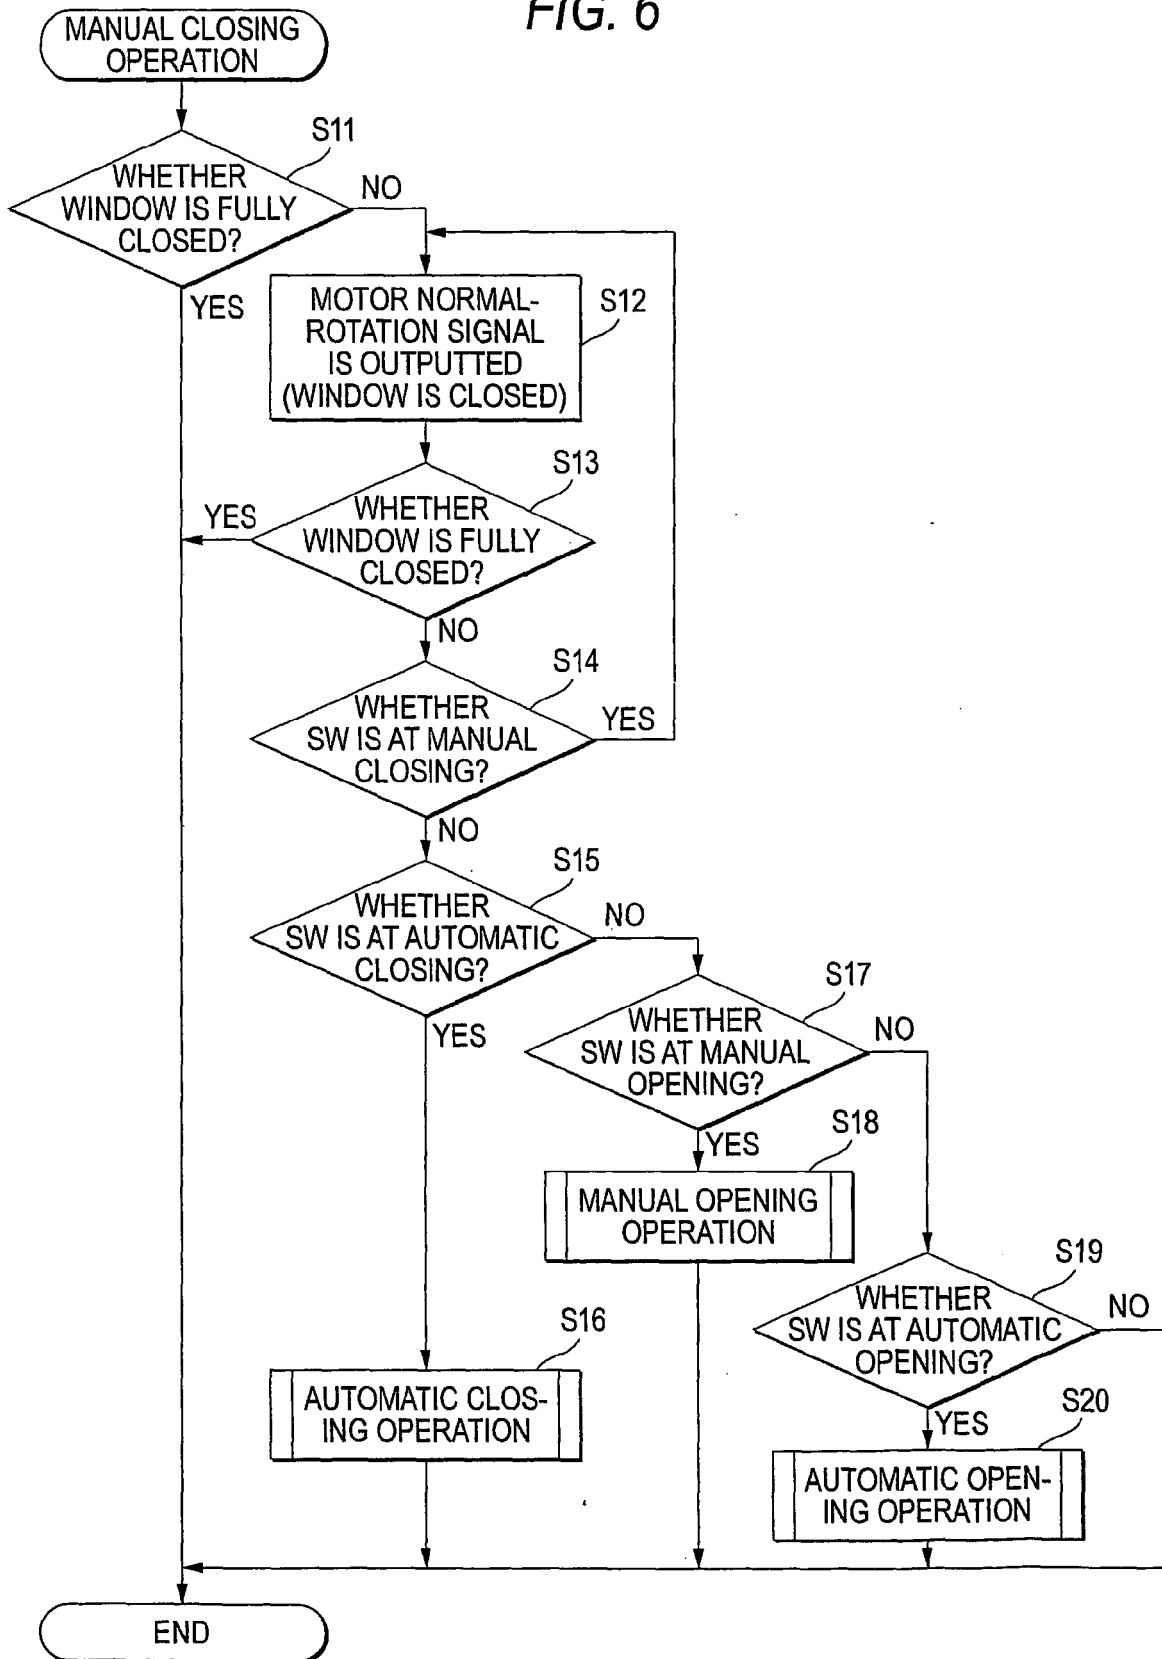 FIG. 6
MANUAL CLOSING
OPERATION
S11
WHETHER
WINDOW IS FULLY
CLOSED?
NO
YES
MOTOR NORMAL-
ROTATION SIGNAL
IS OUTPUTTED
(WINDOW IS CLOSED)
S12
S13
WHETHER
WINDOW IS FULLY
CLOSED?
YES
NO
S14
WHETHER
SW IS AT MANUAL
CLOSING?
YES
NO
S15
WHETHER
SW IS AT AUTOMATIC
CLOSING?
NO
YES
S17
WHETHER
SW IS AT MANUAL
OPENING?
NO
YES
S18
MANUAL OPENING
OPERATION
S19
WHETHER
SW IS AT AUTOMATIC
OPENING?
NO
YES
S16
AUTOMATIC CLOS-
ING OPERATION
S20
AUTOMATIC OPEN-
ING OPERATION
END